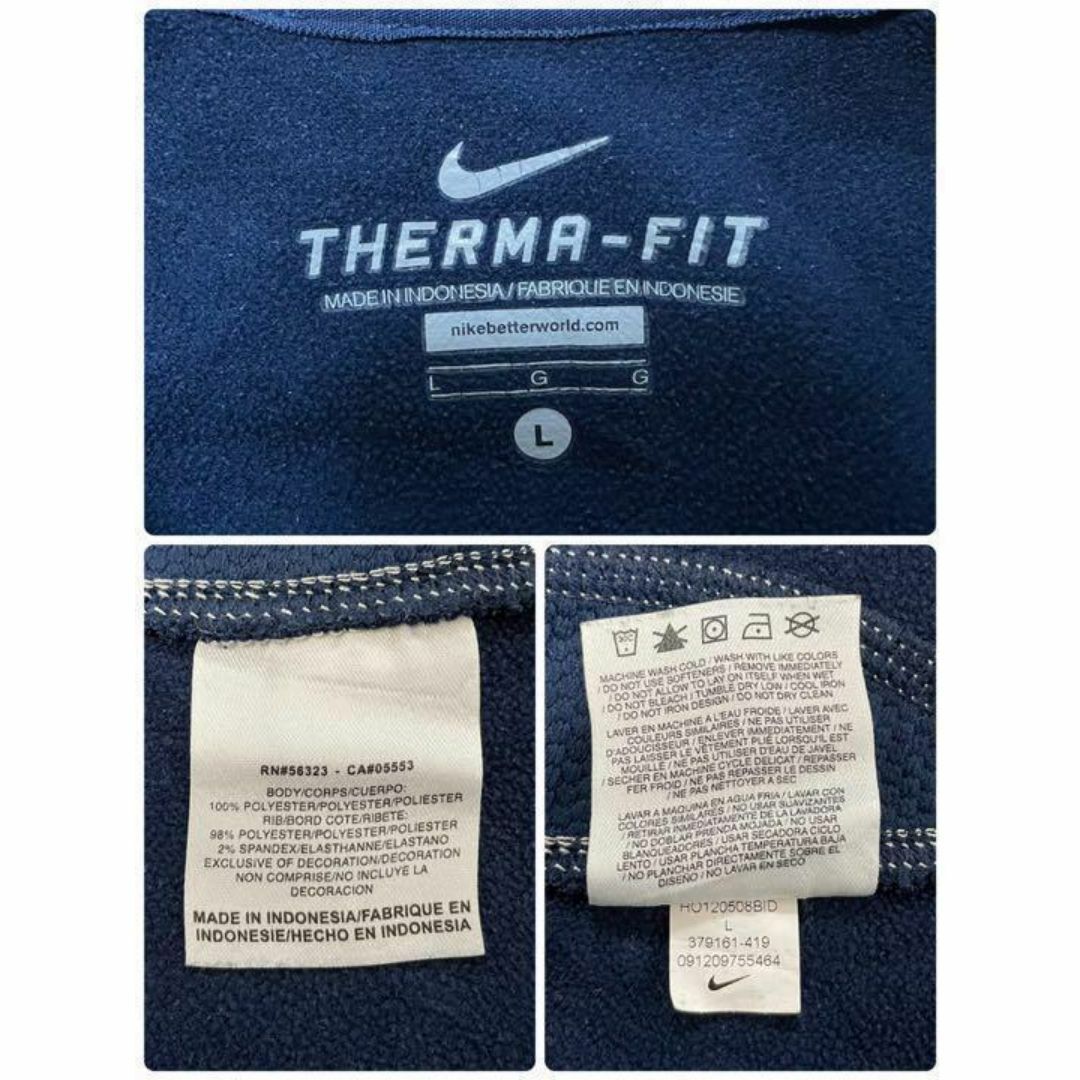 THERMA-FIT
MADE IN INDONESIA / FABRIQUE EN INDONESIE
nikebetterworld.com
L G G
L
RN#56323 - CA#05553
BODY/CORPS/CUERPO:
100% POLYESTER/POLYESTER/POLIESTER
RIB/BORD COTE/RIBETE:
98% POLYESTER/POLYESTER/POLIESTER
2% SPANDEX/ELASTHANNE/ELASTANO
EXCLUSIVE OF DECORATION/DECORATION
NON COMPRISE/NO INCLUYE LA
DECORACION
MADE IN INDONESIA/FABRIQUE EN
INDONESIE/HECHO EN INDONESIA
30C
MACHINE WASH COLD / WASH WITH LIKE COLORS
/ DO NOT USE SOFTENERS / REMOVE IMMEDIATELY
/ DO NOT ALLOW TO LAY ON ITSELF WHEN WET
/ DO NOT BLEACH / TUMBLE DRY LOW / COOL IRON
/ DO NOT IRON DESIGN / DO NOT DRY CLEAN
LAVER EN MACHINE A L'EAU FROIDE / LAVER AVEC
COULEURS SIMILAIRES / NE PAS UTILISER
D'ADOUCISSEUR / ENLEVER IMMEDIATEMENT / NE
PAS LAISSER LE VÊTEMENT PLIÉ LORSQU'IL EST
MOUILLÉ / NE PAS UTILISER D'EAU DE JAVEL
/ SECHER EN MACHINE CYCLE DELICAT / REPASSER
FER FROID / NE PAS REPASSER LE DESSIN
/ NE PAS NETTOYER A SEC
LAVAR A MAQUINA EN AGUA FRIA / LAVAR CON
COLORES SIMILARES / NO USAR SUAVIZANTES
/ RETIRAR INMEDIATAMENTE DE LA LAVADORA
/ NO DOBLAR PRENDA MOJADA / NO USAR
BLANQUEADORES / USAR SECADORA CICLO
LENTO / USAR PLANCHA TEMPERATURA BAJA
/ NO PLANCHAR DIRECTAMENTE SOBRE EL
DISEÑO / NO LAVAR EN SECO
HO120508BID
L
379161-419
091209755464